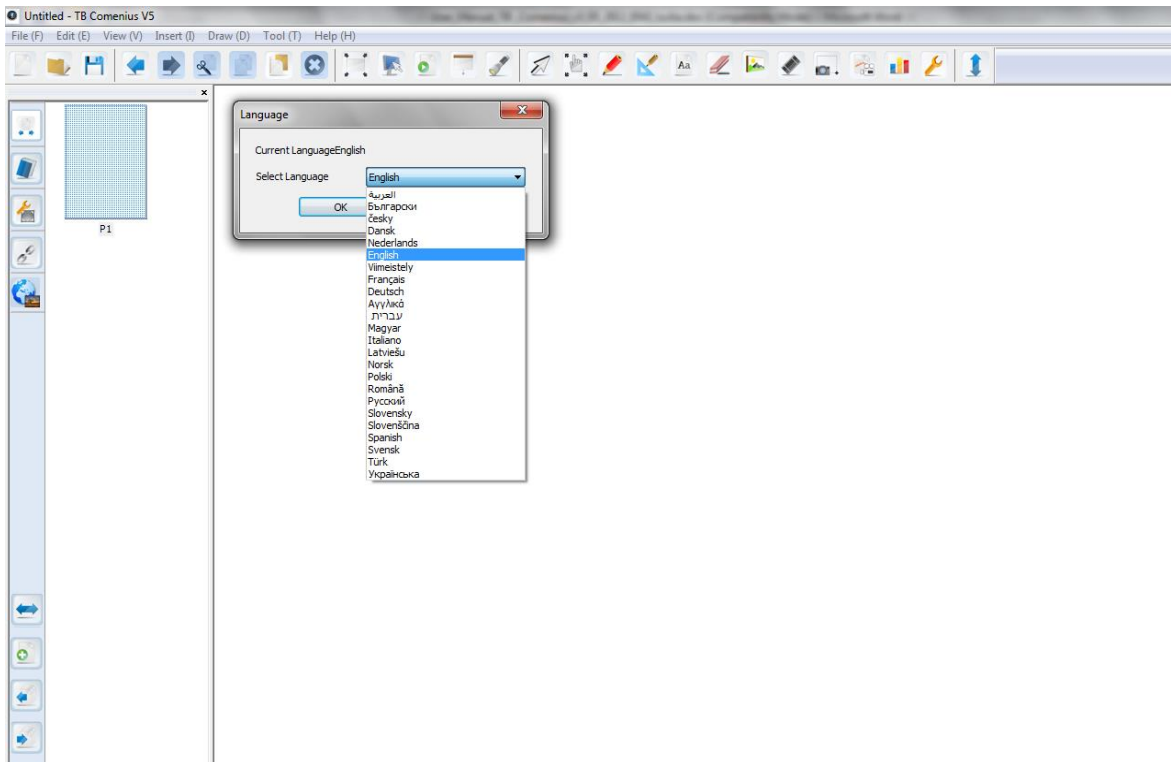 Untitled - TB Comenius V5
File (F) Edit (E) View (V) Insert (I) Draw (D) Tool (T) Help (H)
Aa
x
P1
Language
Current LanguageEnglish
Select Language English
OK
العربية
Български
česky
Dansk
Nederlands
English
Viimeistely
Français
Deutsch
Αγγλικά
עברית
Magyar
Italiano
Latviešu
Norsk
Polski
Română
Русский
Slovensky
Slovenščina
Spanish
Svensk
Türk
Українська